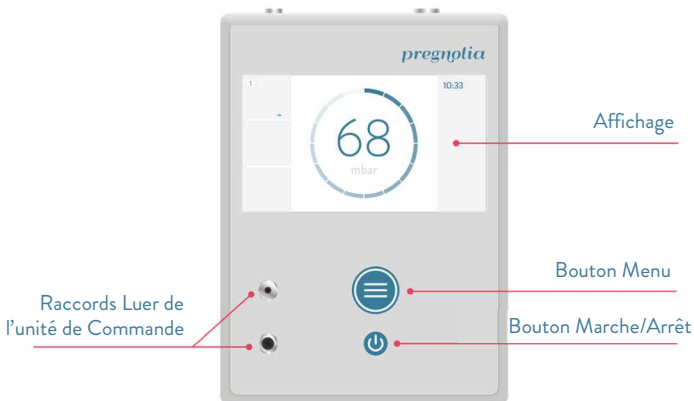 pregnolia
1
10:33
68
mbar
Affichage
Bouton Menu
Raccords Luer de
l'unité de Commande
Bouton Marche/Arrêt